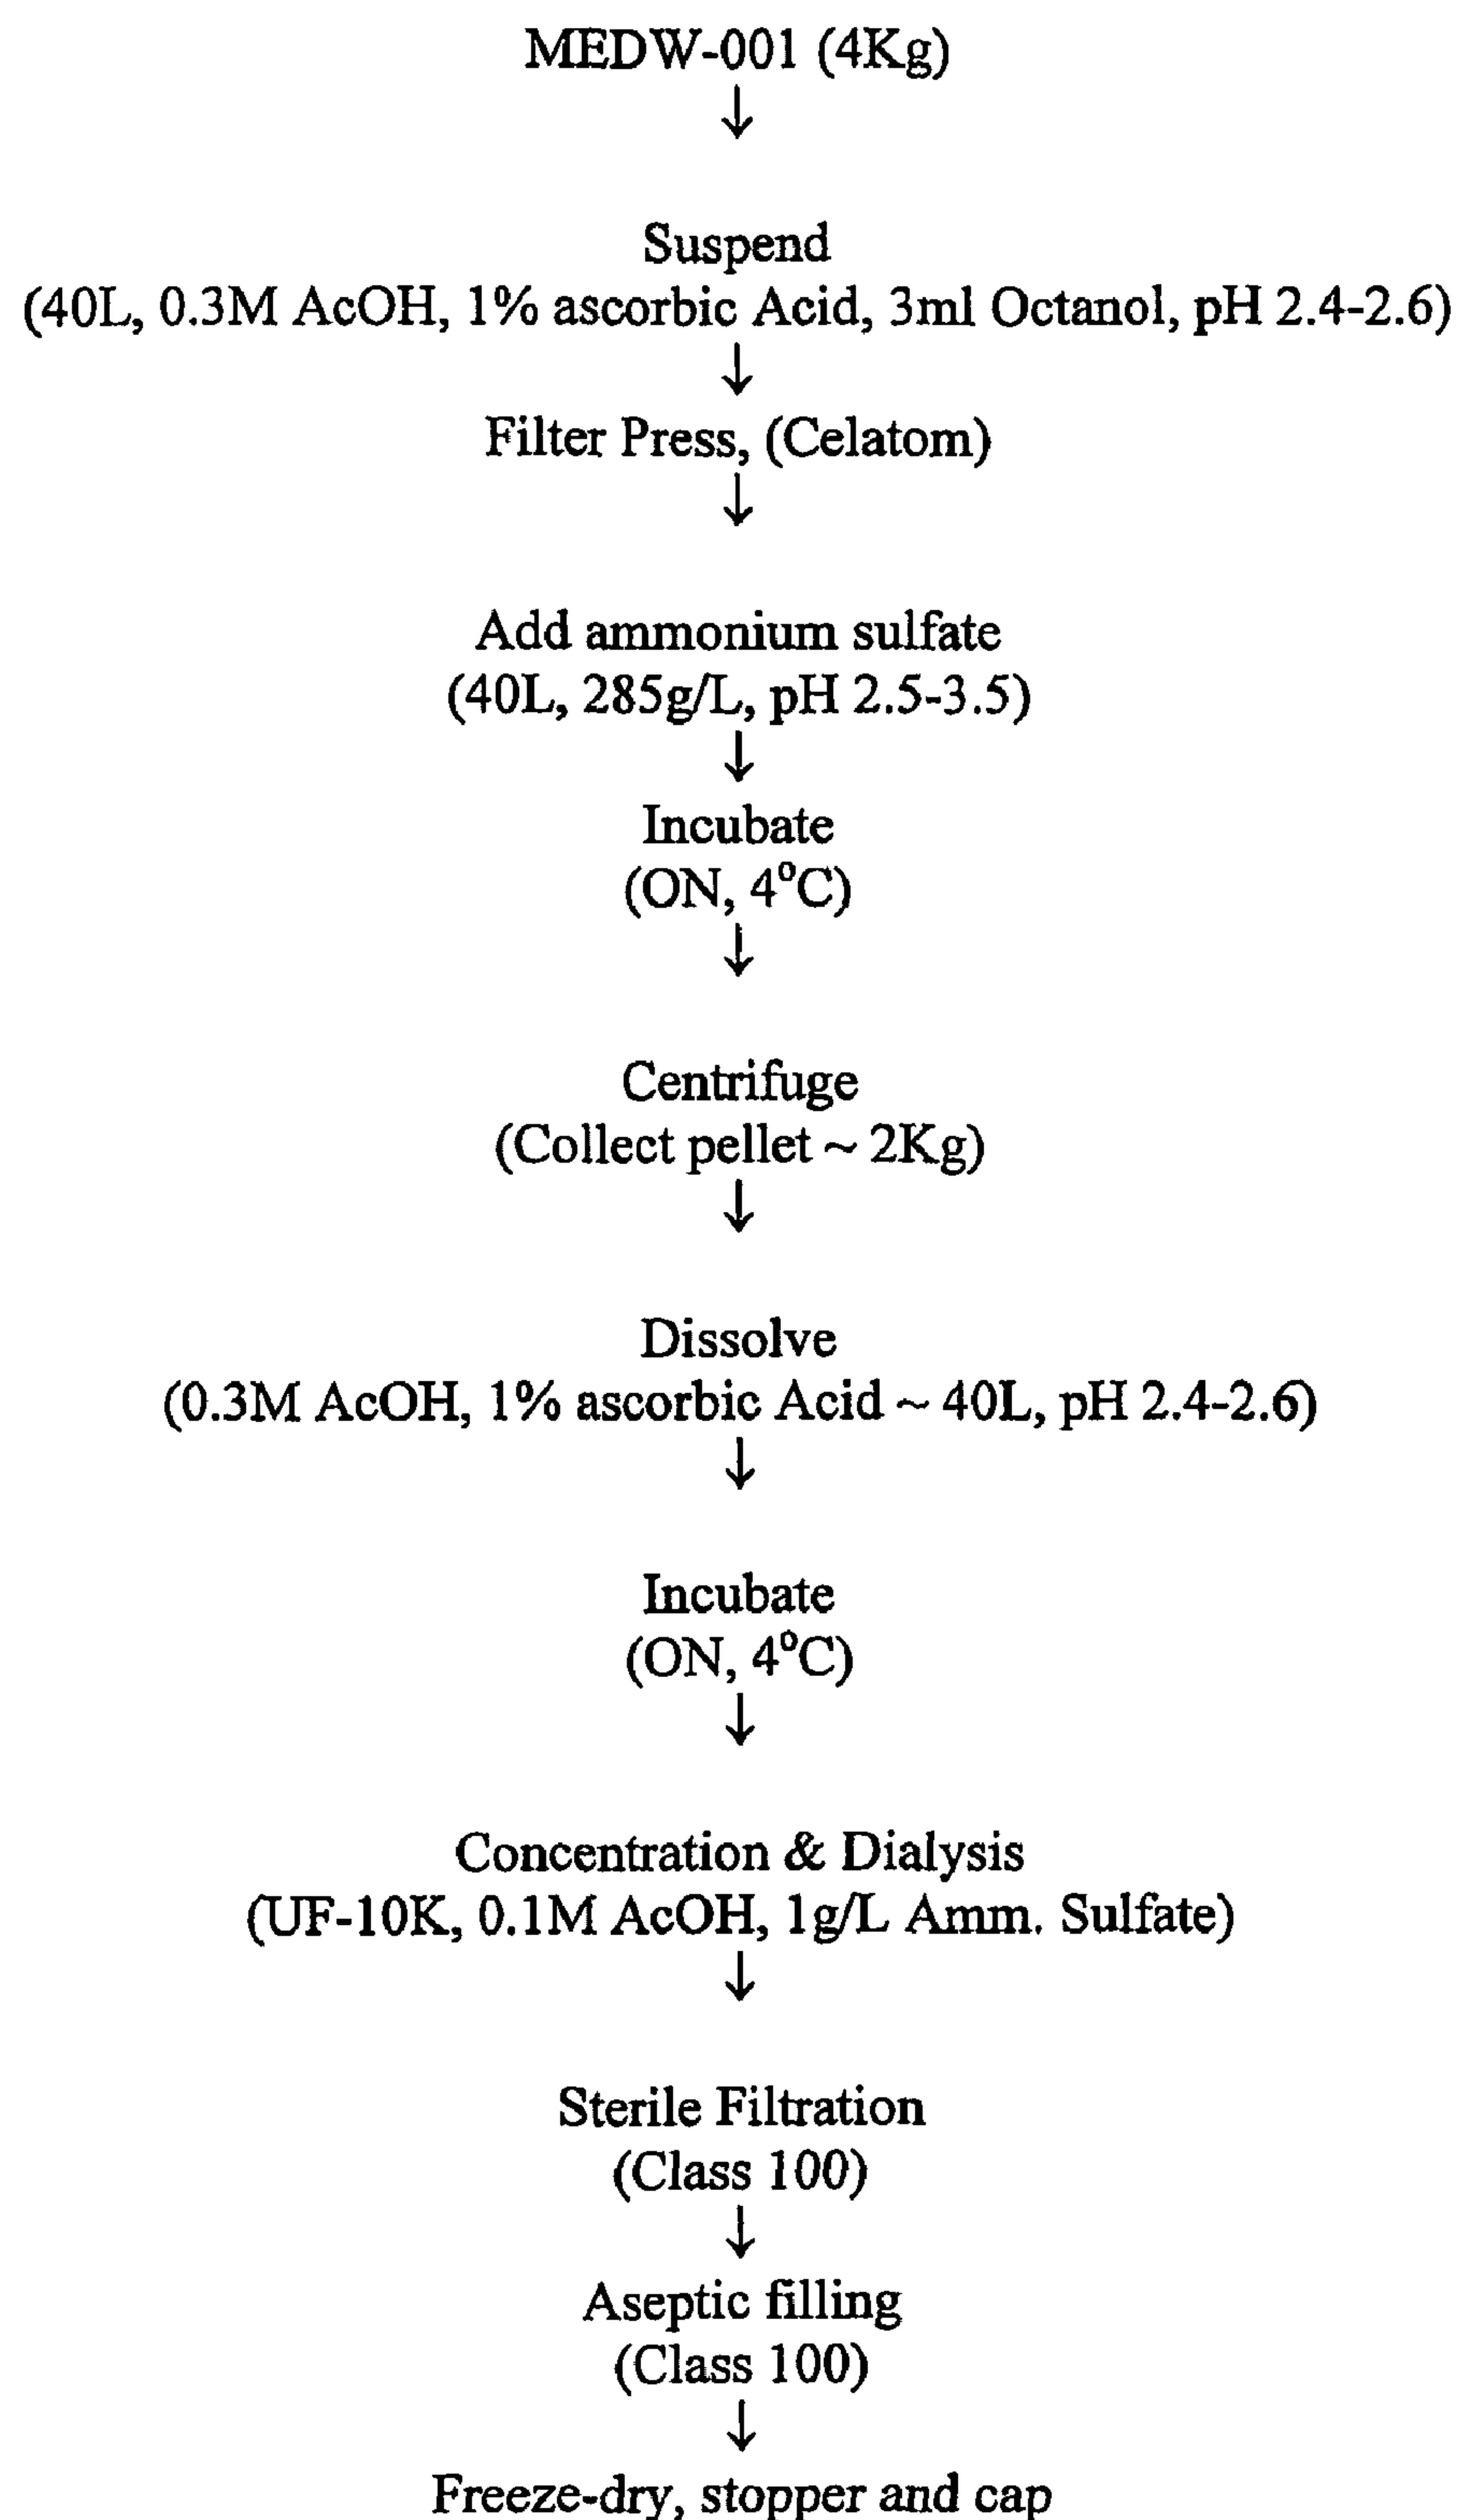 MEDW-001 (4Kg)
↓
Suspend
(40L, 0.3M AcOH, 1% ascorbic Acid, 3ml Octanol, pH 2.4-2.6)
↓
Filter Press, (Celatom)
↓
Add ammonium sulfate
(40L, 285g/L, pH 2.5-3.5)
↓
Incubate
(ON, 4⁰C)
↓
Centrifuge
(Collect pellet ~ 2Kg)
↓
Dissolve
(0.3M AcOH, 1% ascorbic Acid ~ 40L, pH 2.4-2.6)
↓
Incubate
(ON, 4⁰C)
↓
Concentration & Dialysis
(UF-10K, 0.1M AcOH, 1g/L Amm. Sulfate)
↓
Sterile Filtration
(Class 100)
↓
Aseptic filling
(Class 100)
↓
Freeze-dry, stopper and cap